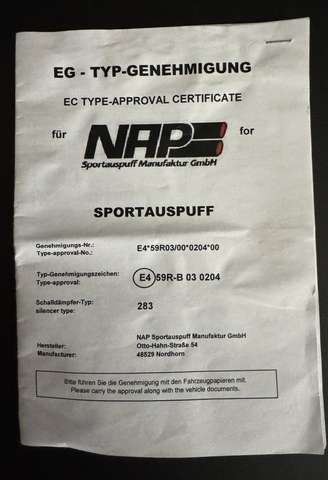 EG - TYP-GENEHMIGUNG
EC TYPE-APPROVAL CERTIFICATE
für NAP for
Sportauspuff Manufaktur GmbH
SPORTAUSPUFF
Genehmigungs-Nr.: E4*59R03/00*0204*00
Type-approval-No.:
Typ-Genehmigungszeichen: E4 59R-B 03 0204
Type-approval:
Schalldämpfer-Typ: 283
silencer type:
NAP Sportauspuff Manufaktur GmbH
Hersteller: Otto-Hahn-Straße 54
Manufacturer: 48529 Nordhorn
Bitte führen Sie die Genehmigung mit den Fahrzeugpapieren mit.
Please carry the approval along with the vehicle documents.